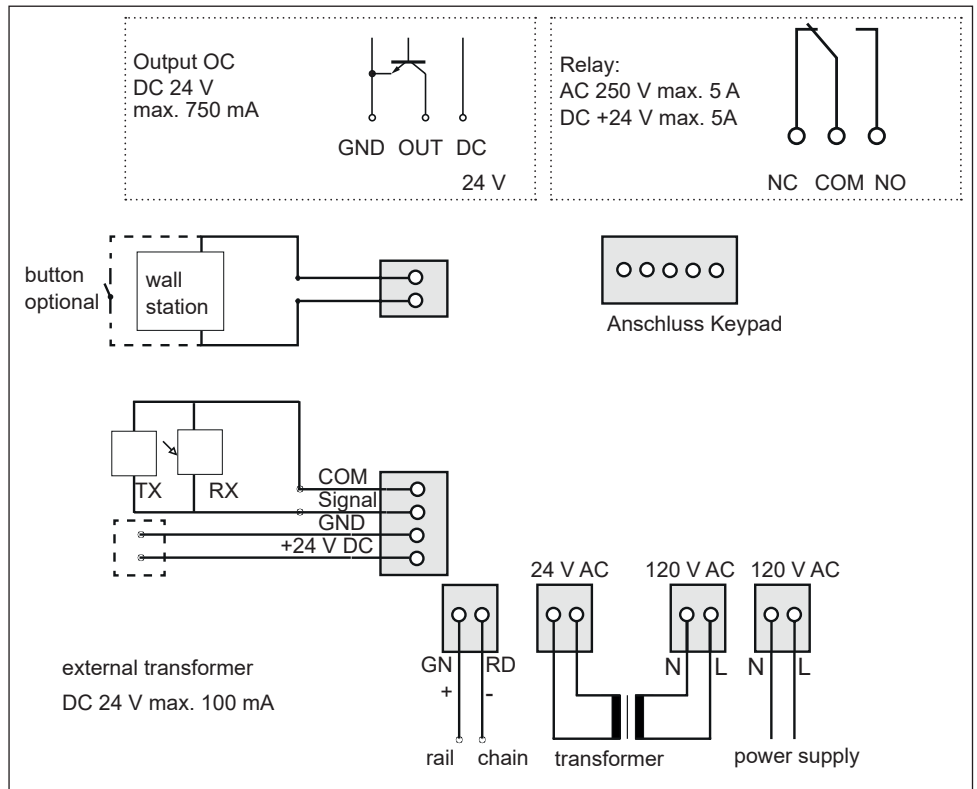 Output OC
DC 24 V
max. 750 mA
GND OUT DC
24 V
Relay:
AC 250 V max. 5 A
DC +24 V max. 5A
NC COM NO
button
optional
wall
station
Anschluss Keypad
TX RX
COM
Signal
GND
+24 V DC
24 V AC 120 V AC 120 V AC
GN RD
+ -
N L N L
external transformer
DC 24 V max. 100 mA
rail chain transformer power supply